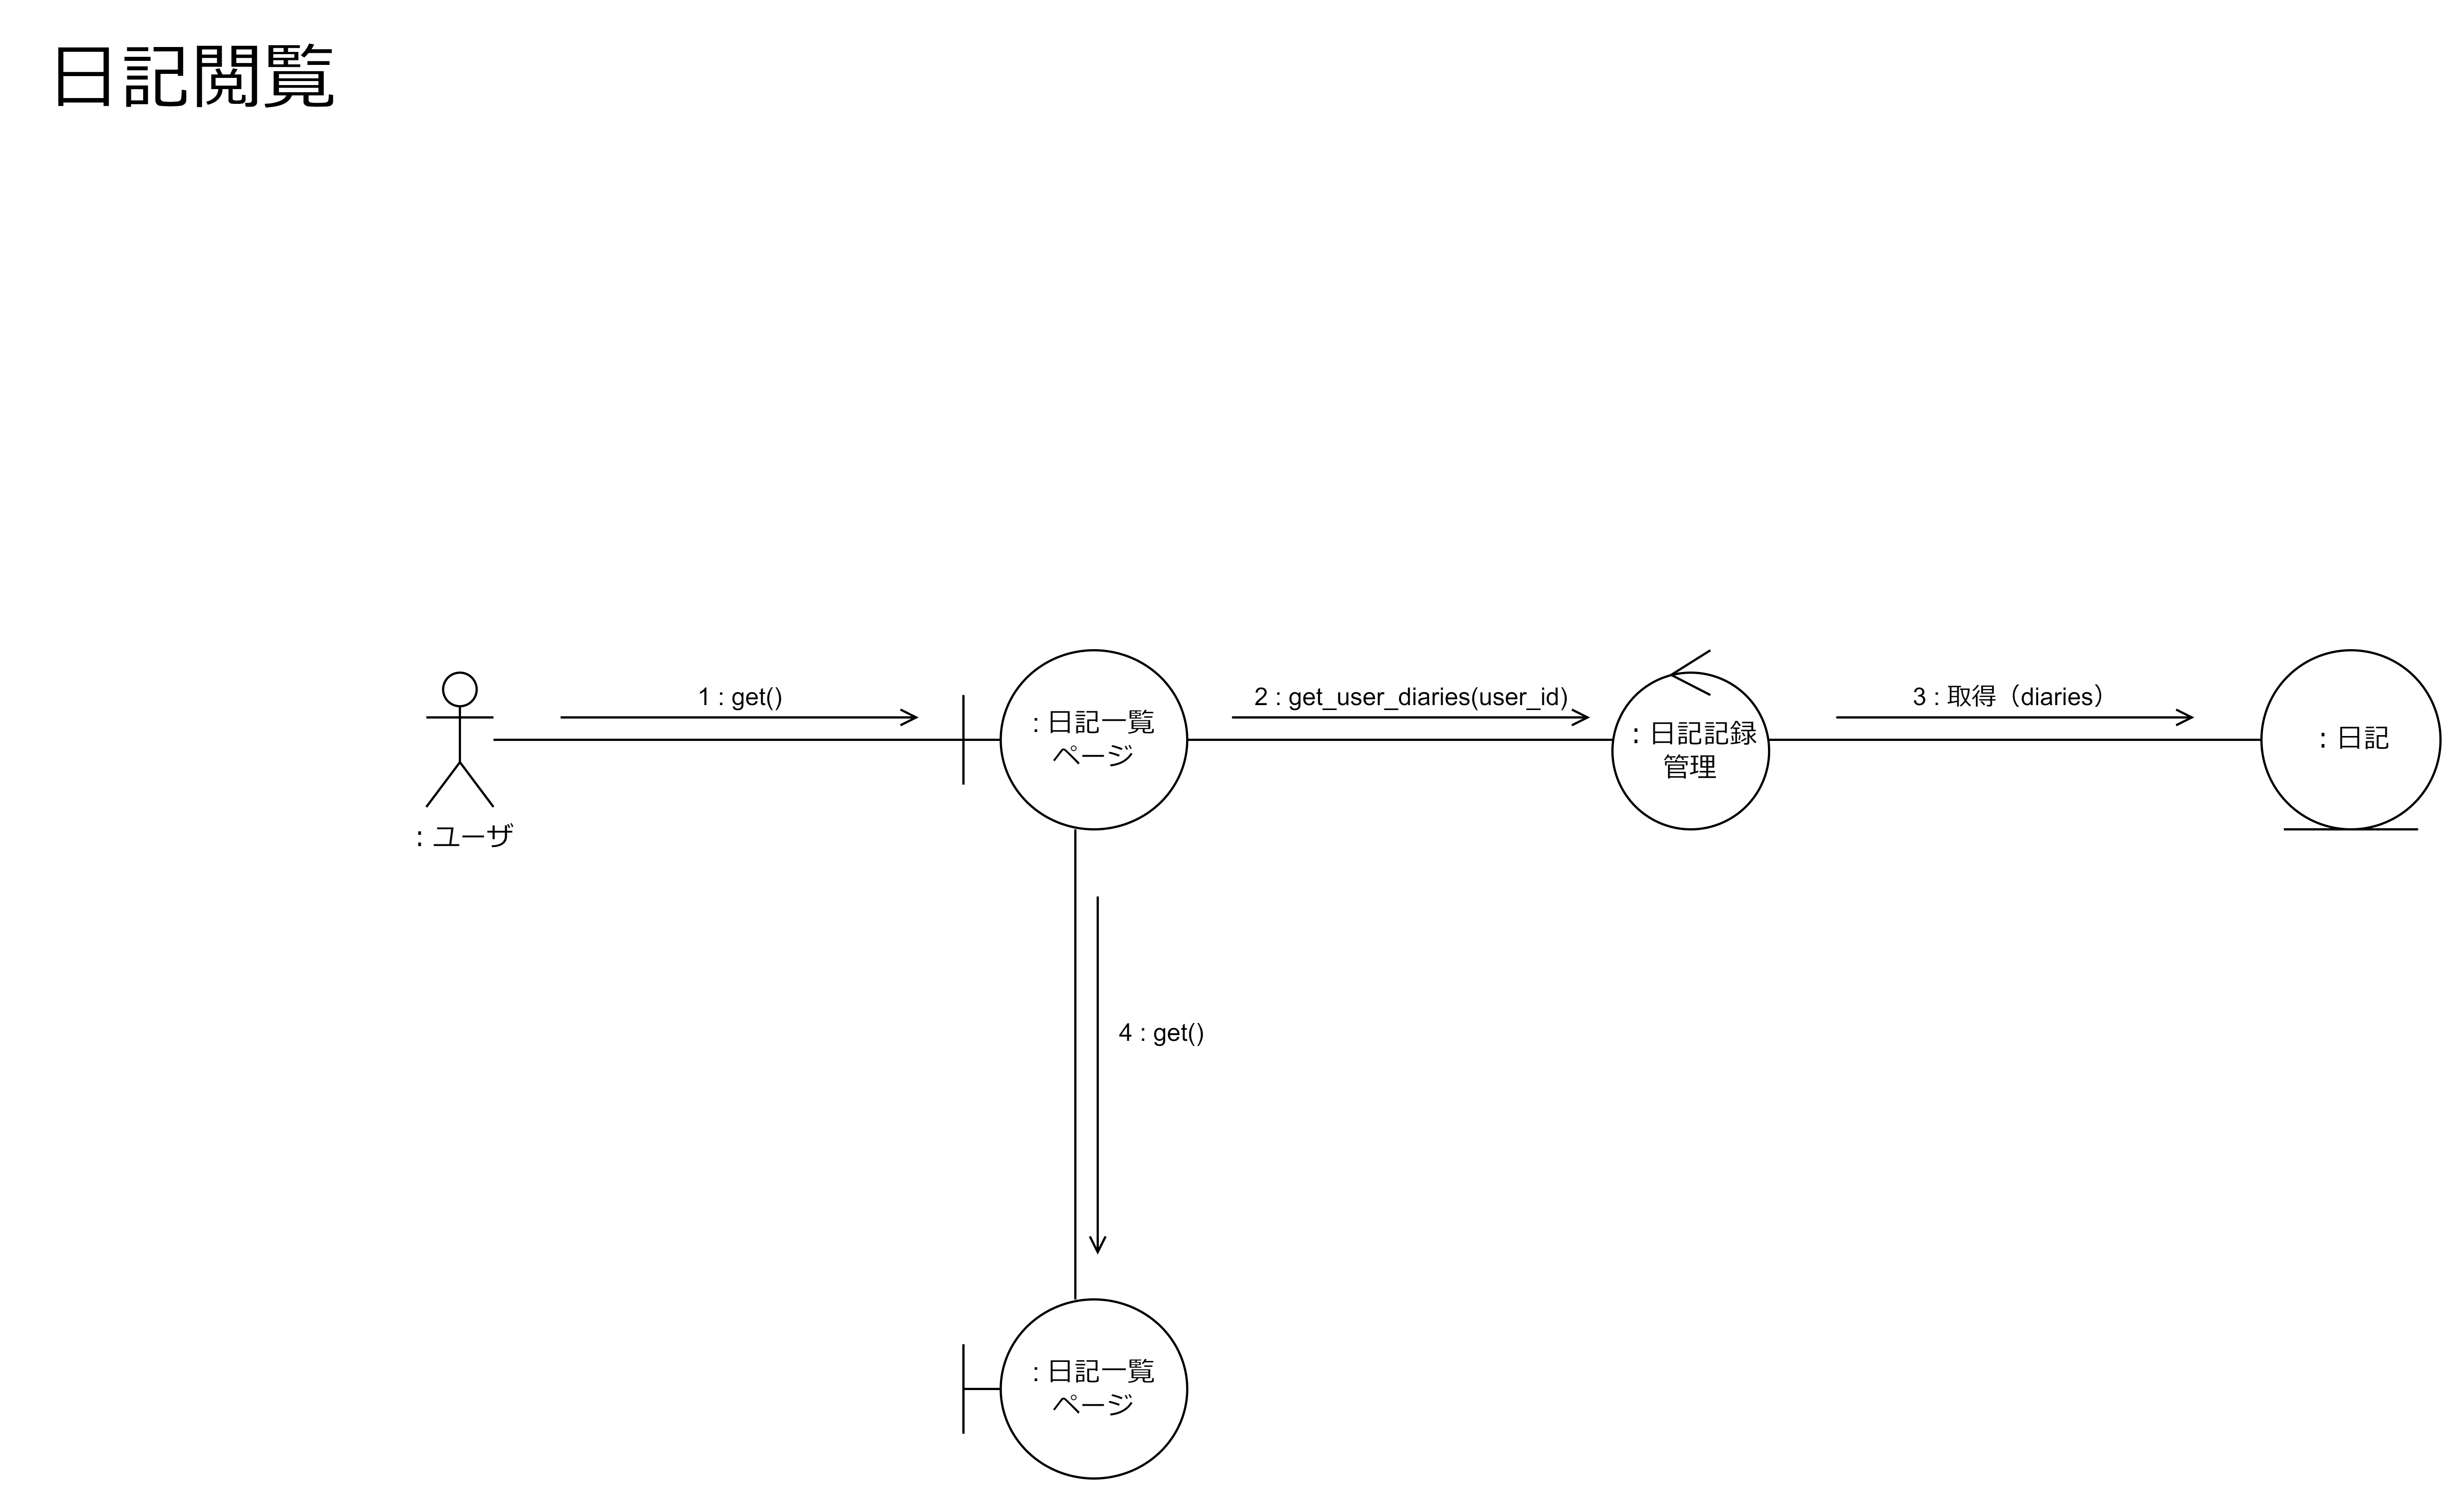 日記閲覧
1 : get()
2 : get_user_diaries(user_id)
3 : 取得（diaries）
: ユーザ
: 日記一覧
ページ
: 日記記録
管理
: 日記
4 : get()
: 日記一覧
ページ